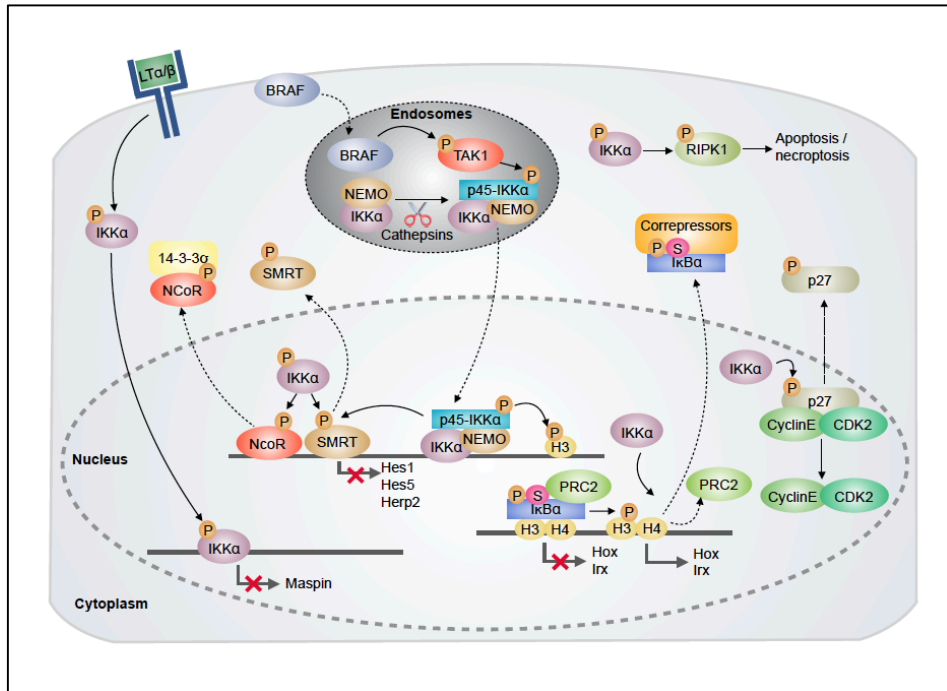 LTα/β
BRAF
Endosomes
BRAF
P
TAK1
P
NEMO
IKKα
Cathepsins
p45-IKKα
IKKα
NEMO
P
IKKα
P
RIPK1
Apoptosis /
necroptosis
P
IKKα
14-3-3σ
P
NCoR
P
SMRT
Correpressors
P
S
IκBα
P
p27
P
IKKα
P
NcoR
P
SMRT
Hes1
Hes5
Herp2
p45-IKKα
P
IKKα
NEMO
P
H3
IKKα
IKKα
P
p27
CyclinE
CDK2
CyclinE
CDK2
Nucleus
P
S
PRC2
IκBα
H3
H4
P
H3
H4
PRC2
Hox
Irx
Hox
Irx
P
IKKα
Maspin
Cytoplasm